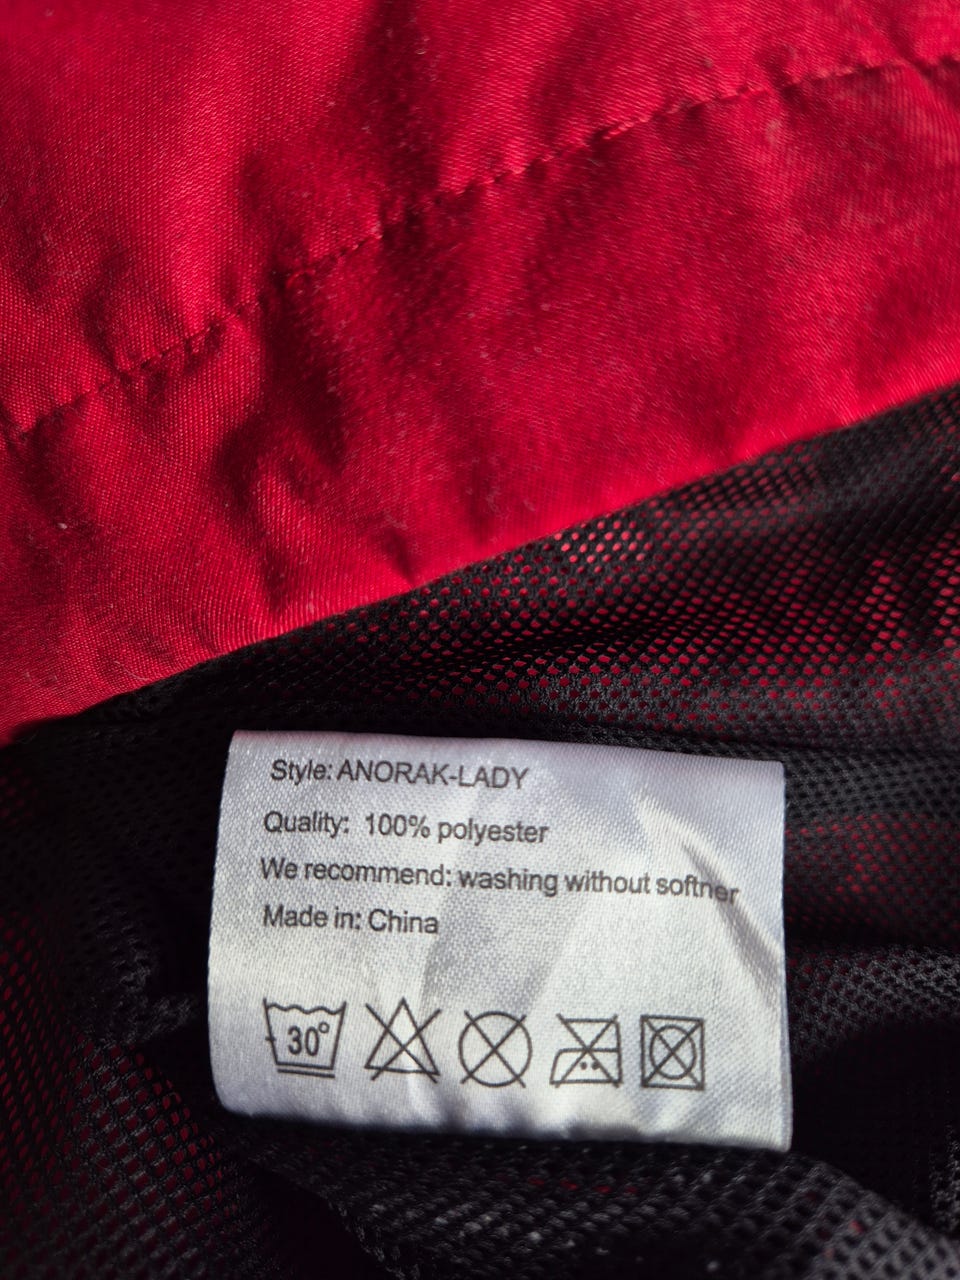 Style: ANORAK-LADY
Quality: 100% polyester
We recommend: washing without softner
Made in: China
30°